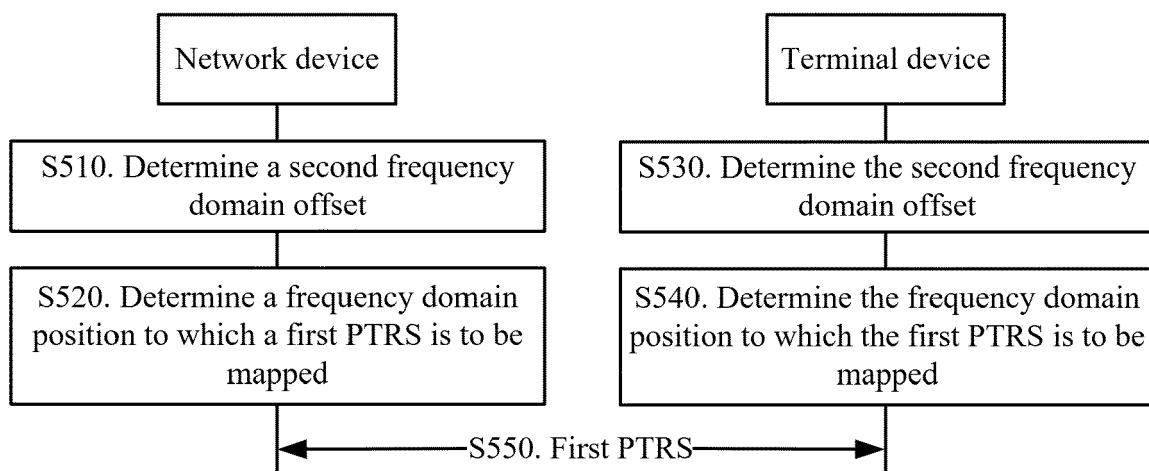 Network device
Terminal device
S510. Determine a second frequency
domain offset
S530. Determine the second frequency
domain offset
S520. Determine a frequency domain
position to which a first PTRS is to be
mapped
S540. Determine the frequency domain
position to which the first PTRS is to be
mapped
S550. First PTRS